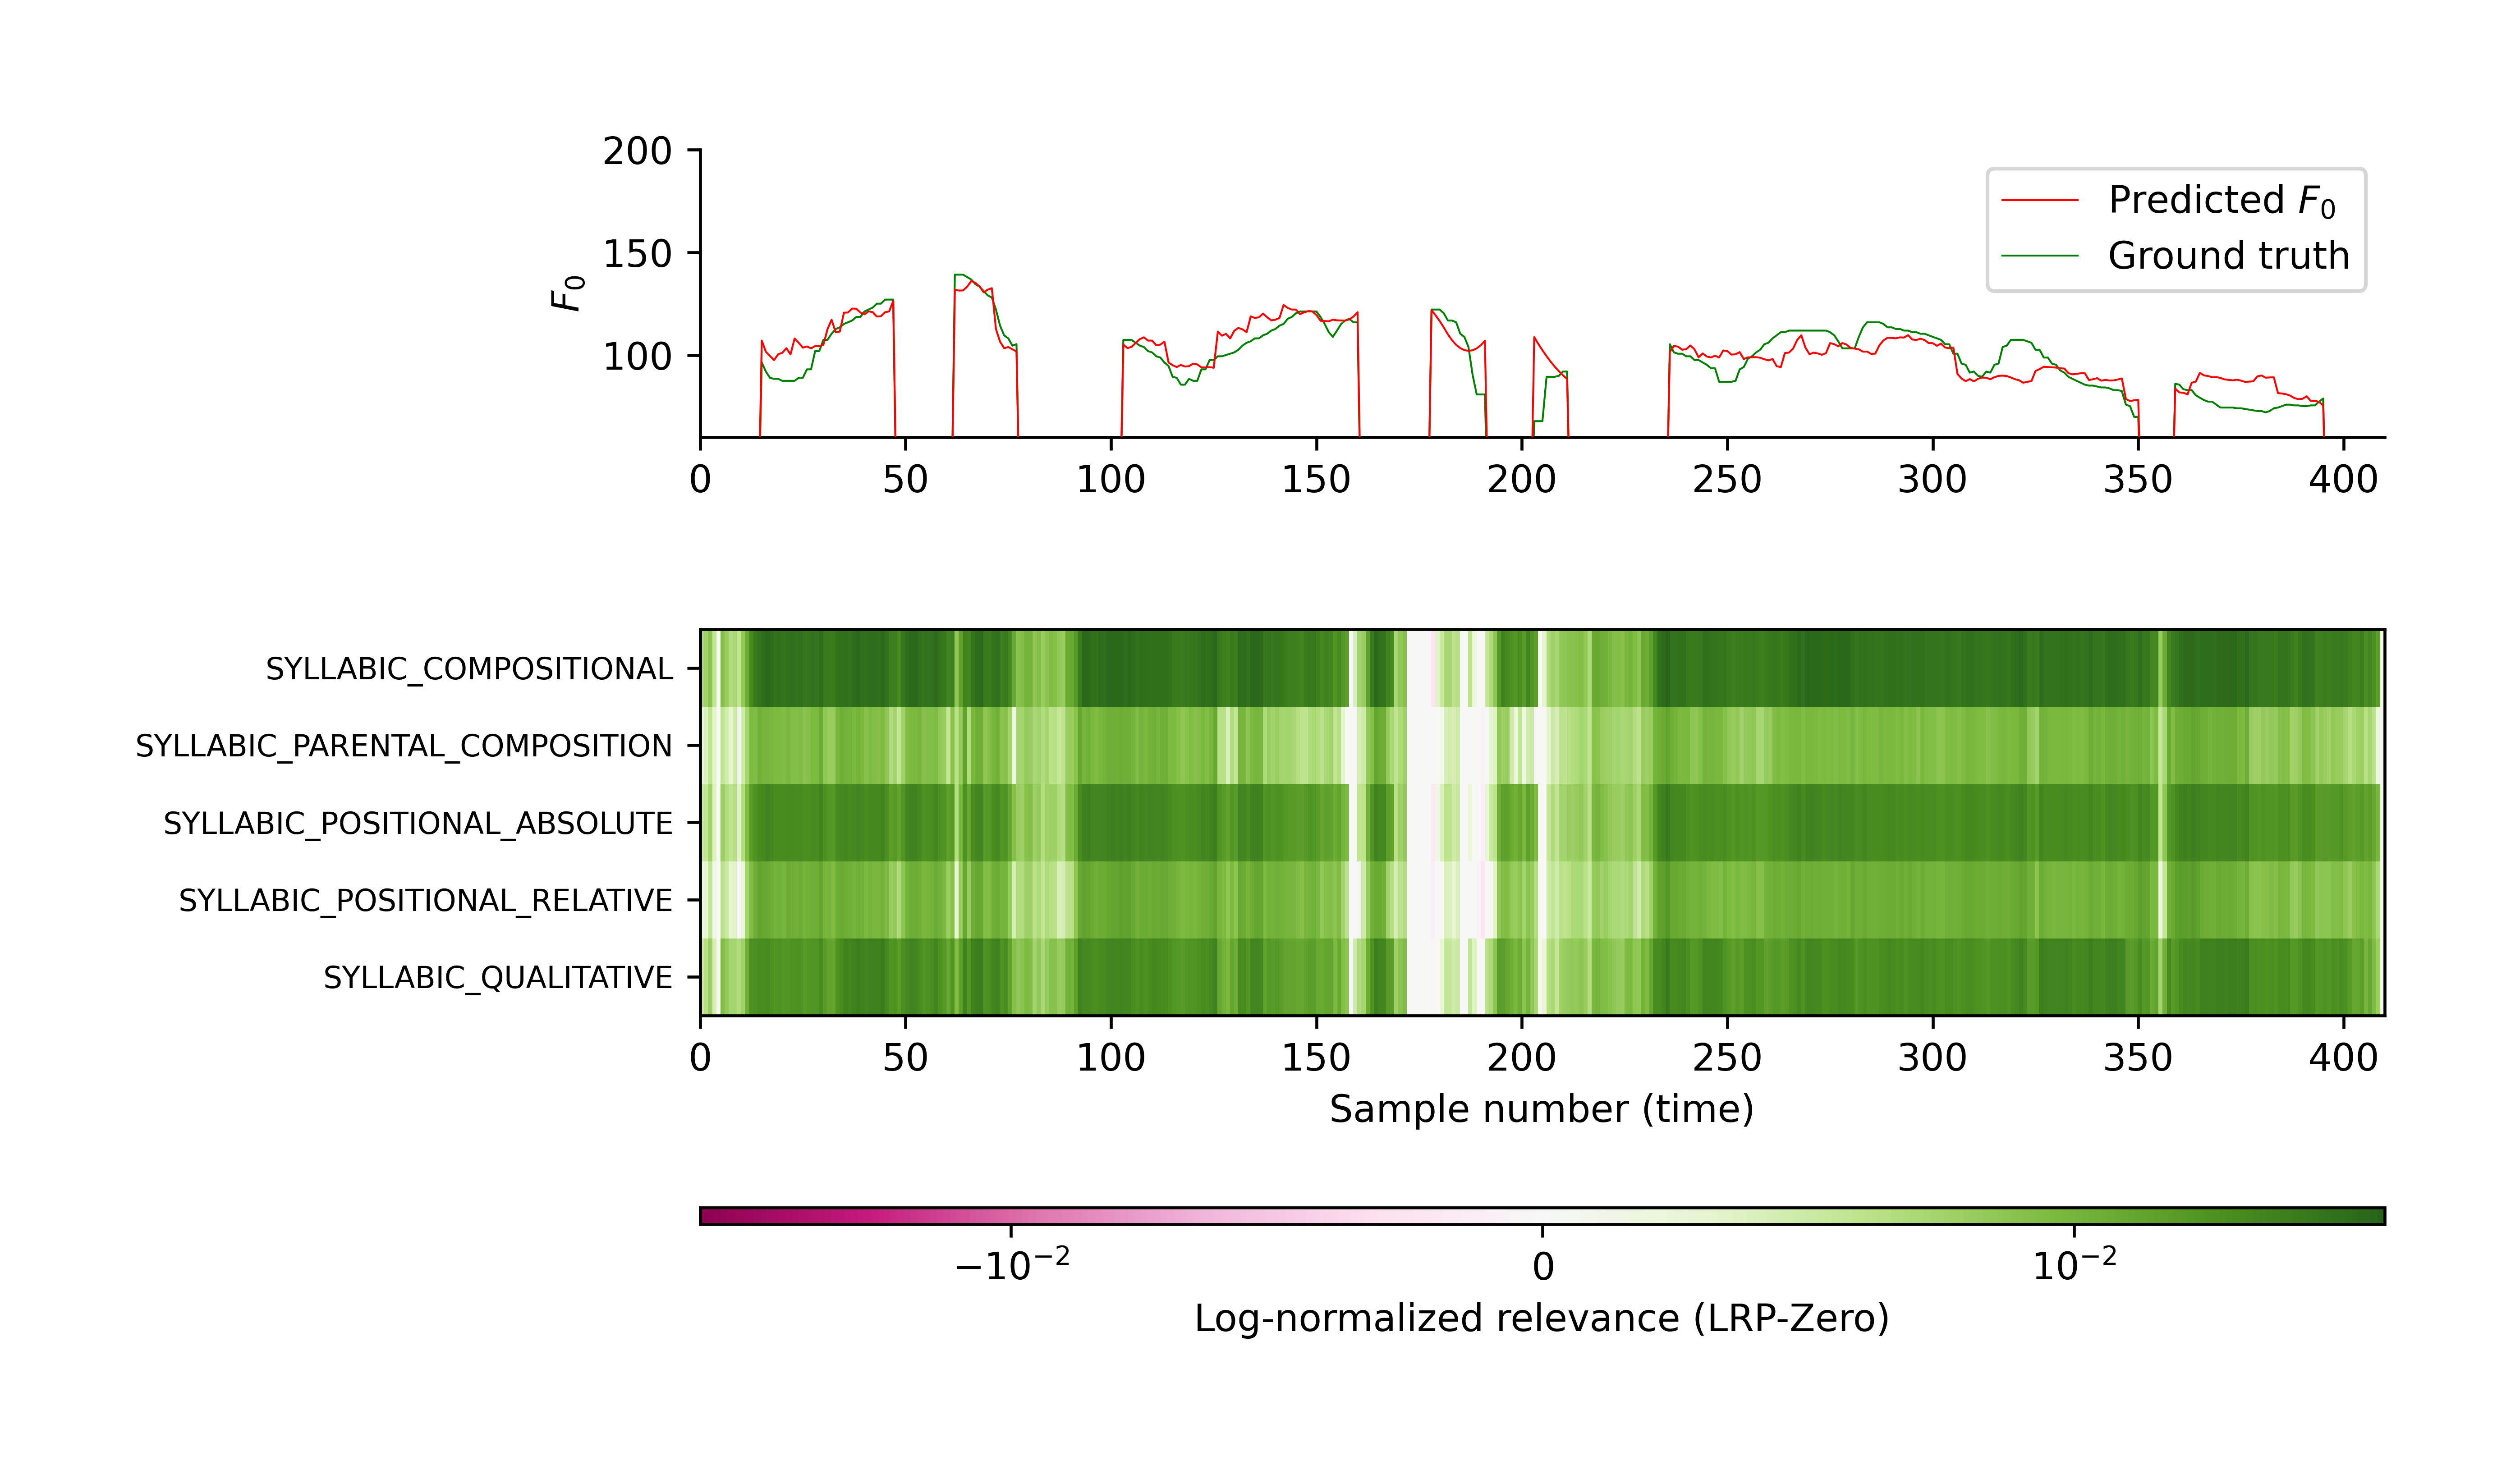 200
150
100
F₀
Predicted F₀
Ground truth
0 50 100 150 200 250 300 350 400
SYLLABIC_COMPOSITIONAL
SYLLABIC_PARENTAL_COMPOSITION
SYLLABIC_POSITIONAL_ABSOLUTE
SYLLABIC_POSITIONAL_RELATIVE
SYLLABIC_QUALITATIVE
0 50 100 150 200 250 300 350 400
Sample number (time)
−10⁻² 0 10⁻²
Log-normalized relevance (LRP-Zero)